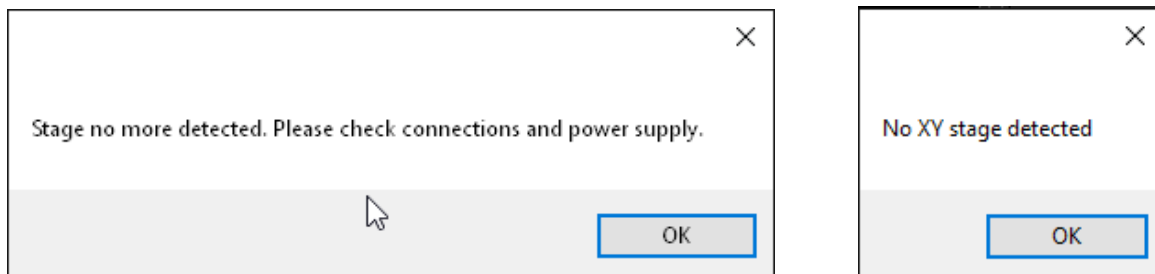 Stage no more detected. Please check connections and power supply.
OK
No XY stage detected
OK